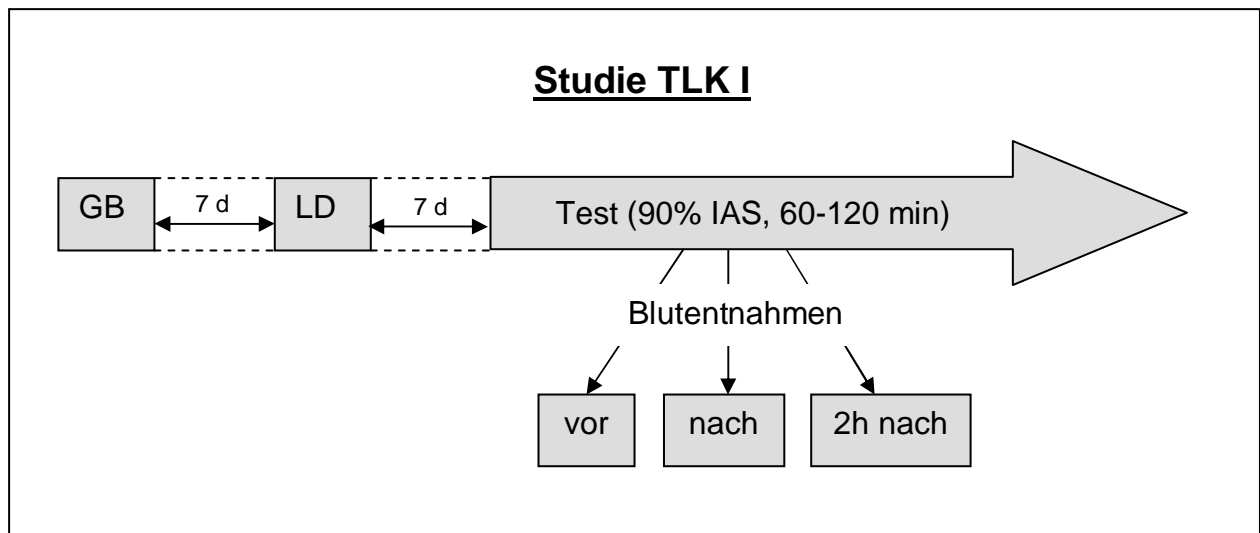 Studie TLK I
GB 7 d LD 7 d Test (90% IAS, 60-120 min)
Blutentnahmen
vor nach 2h nach